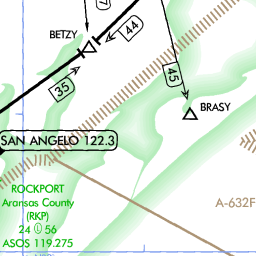 BETZY
44
45
35
BRASY
SAN ANGELO 122.3
ROCKPORT
Aransas County
(RKP)
24 Ⓛ 56
ASOS 119.275
A-632F